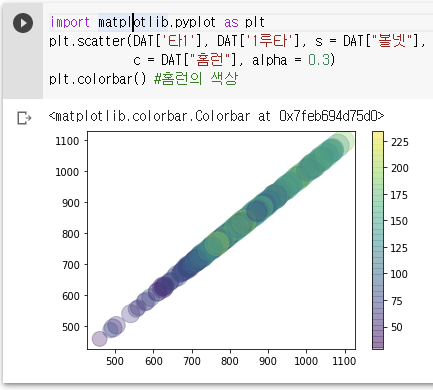 import matplotlib.pyplot as plt
plt.scatter(DAT['타1'], DAT['1루타'], s = DAT["볼넷"],
c = DAT["홈런"], alpha = 0.3)
plt.colorbar() #홈런의 색상
<matplotlib.colorbar.Colorbar at 0x7feb694d75d0>
1100
1000
900
800
700
600
500
500 600 700 800 900 1000 1100
225
200
175
150
125
100
75
50